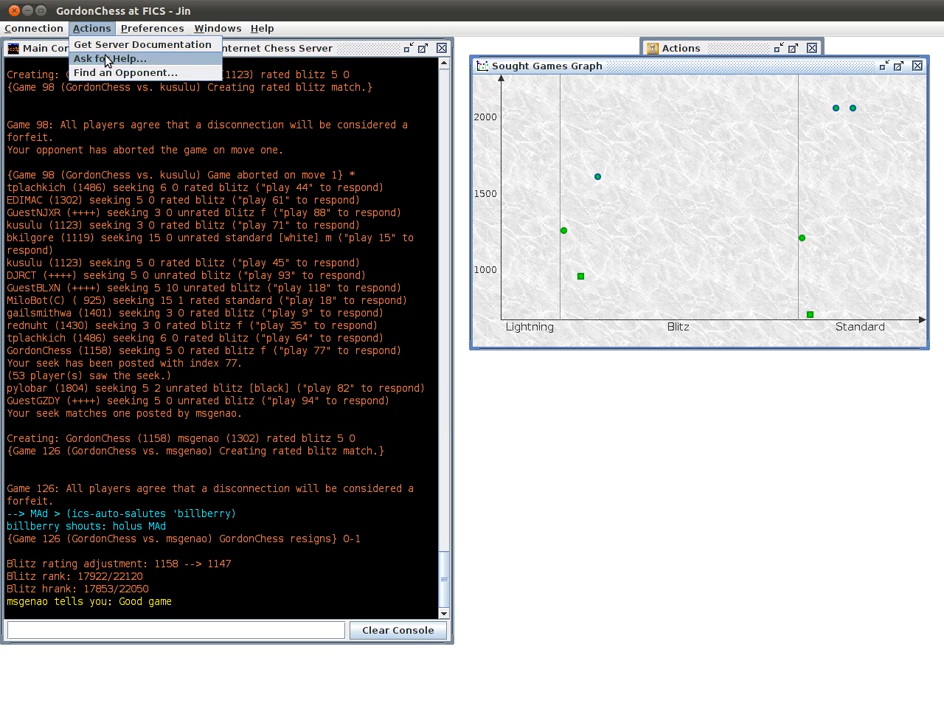 GordonChess at FICS - Jin
Connection Actions Preferences Windows Help
Get Server Documentation
Ask for Help...
Find an Opponent...
Main Con
nternet Chess Server
Actions
Sought Games Graph
Creating: G
1123) rated blitz 5 0
{Game 98 (GordonChess vs. kusulu) Creating rated blitz match.}
Game 98: All players agree that a disconnection will be considered a
forfeit.
Your opponent has aborted the game on move one.
{Game 98 (GordonChess vs. kusulu) Game aborted on move 1} *
tplachkich (1486) seeking 6 0 rated blitz ("play 44" to respond)
EDIMAC (1302) seeking 5 0 rated blitz ("play 61" to respond)
GuestNJXR (++++) seeking 3 0 unrated blitz f ("play 88" to respond)
kusulu (1123) seeking 3 0 rated blitz ("play 71" to respond)
bkilgore (1119) seeking 15 0 unrated standard [white] m ("play 15" to
respond)
kusulu (1123) seeking 5 0 rated blitz ("play 45" to respond)
DJRCT (++++) seeking 5 0 unrated blitz ("play 93" to respond)
GuestBLXN (++++) seeking 5 10 unrated blitz ("play 118" to respond)
MiloBot(C) ( 925) seeking 15 1 rated standard ("play 18" to respond)
gailsmithwa (1401) seeking 3 0 rated blitz ("play 9" to respond)
rednuht (1430) seeking 3 0 rated blitz f ("play 35" to respond)
tplachkich (1486) seeking 6 0 rated blitz ("play 64" to respond)
GordonChess (1158) seeking 5 0 rated blitz f ("play 77" to respond)
Your seek has been posted with index 77.
(53 player(s) saw the seek.)
pylobar (1804) seeking 5 2 unrated blitz [black] ("play 82" to respond)
GuestGZDY (++++) seeking 5 0 unrated blitz ("play 94" to respond)
Your seek matches one posted by msgenao.
Creating: GordonChess (1158) msgenao (1302) rated blitz 5 0
{Game 126 (GordonChess vs. msgenao) Creating rated blitz match.}
Game 126: All players agree that a disconnection will be considered a
forfeit.
--> MAd > (ics-auto-salutes 'billberry)
billberry shouts: holus MAd
{Game 126 (GordonChess vs. msgenao) GordonChess resigns} 0-1
Blitz rating adjustment: 1158 --> 1147
Blitz rank: 17922/22120
Blitz hrank: 17853/22050
msgenao tells you: Good game
Clear Console
2000
1500
1000
Lightning Blitz Standard